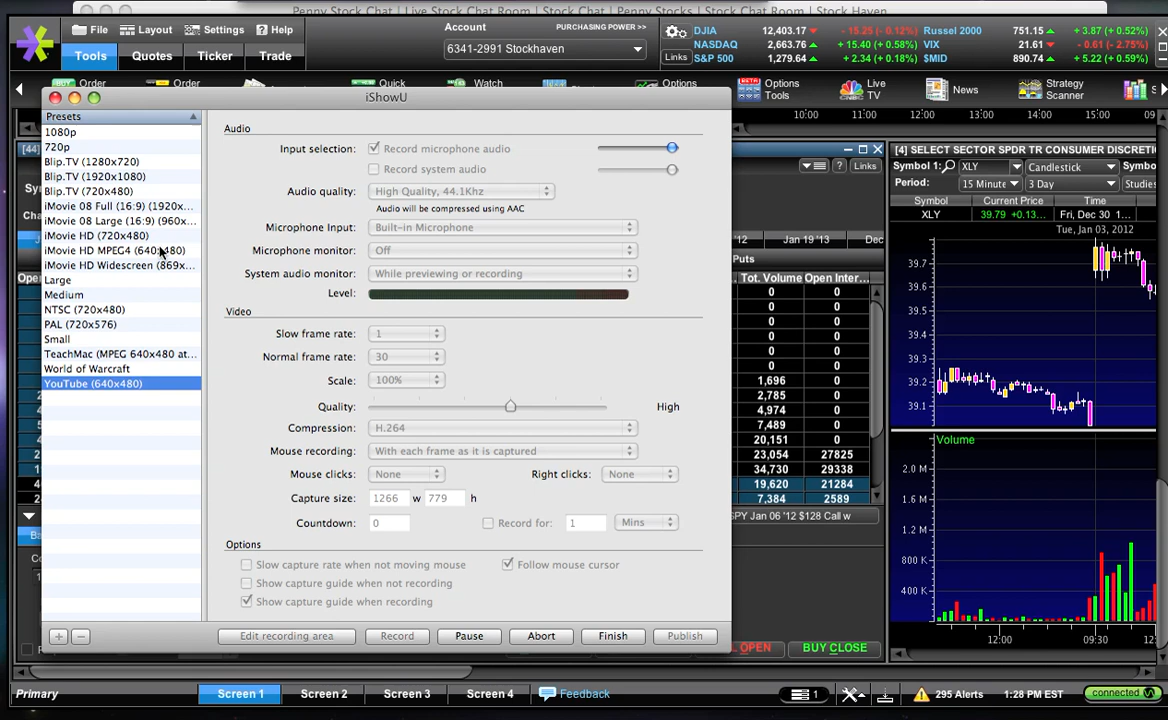 Penny Stock Chat | Live Stock Chat Room | Stock Chat | Penny Stocks | Stock Chat Room | Stock Haven
File Layout Settings Help
Account PURCHASING POWER >>
6341-2991 Stockhaven
Links
DJIA 12,403.17 - 15.25 (-0.12%) Russel 2000 751.15 + 3.87 (+ 0.52%)
NASDAQ 2,663.76 + 15.40 (+ 0.58%) VIX 21.61 - 0.61 (- 2.75%)
S&P 500 1,279.64 + 2.34 (+ 0.18%) $MID 890.74 + 5.22 (+ 0.59%)
Tools Quotes Ticker Trade
BUY Order Order Quick Watch Options
BETA Options Tools
CNBC Live TV
News
Strategy Scanner
10:00 11:00 12:00 13:00 14:00 15:00
iShowU
Presets
1080p
720p
Blip.TV (1280x720)
Blip.TV (1920x1080)
Blip.TV (720x480)
iMovie 08 Full (16:9) (1920x...
iMovie 08 Large (16:9) (960x...
iMovie HD (720x480)
iMovie HD MPEG4 (640x480)
iMovie HD Widescreen (869x...
Large
Medium
NTSC (720x480)
PAL (720x576)
Small
TeachMac (MPEG 640x480 at...
World of Warcraft
YouTube (640x480)
Audio
Input selection: Record microphone audio
Record system audio
Audio quality: High Quality, 44.1Khz
Audio will be compressed using AAC
Microphone Input: Built-in Microphone
Microphone monitor: Off
System audio monitor: While previewing or recording
Level:
Video
Slow frame rate: 1
Normal frame rate: 30
Scale: 100%
Quality: High
Compression: H.264
Mouse recording: With each frame as it is captured
Mouse clicks: None Right clicks: None
Capture size: 1266 w 779 h
Countdown: 0 Record for: 1 Mins
Options
Slow capture rate when not moving mouse Follow mouse cursor
Show capture guide when not recording
Show capture guide when recording
+ − Edit recording area Record Pause Abort Finish Publish
[44]
? Links
'12 Jan 19 '13 Dec
Puts
Tot. Volume Open Inter...
0 0
0 0
0 0
0 0
0 0
0 0
1,696 0
2,785 0
4,974 0
7,489 0
20,151 0
23,054 27825
34,730 29338
19,620 21284
7,384 2589
SPY Jan 06 '12 $128 Call w
L OPEN BUY CLOSE
[4] SELECT SECTOR SPDR TR CONSUMER DISCRETI
Symbol 1: XLY Candlestick Symbo
Period: 15 Minute 3 Day Studies
Symbol Current Price Time
XLY 39.79 +0.13... Fri, Dec 30, ...
Tue, Jan 03, 2012
39.7
39.6
39.5
39.4
39.3
39.2
39.1
Volume
2.0 M
1.6 M
1.2 M
800 K
400 K
12:00 09:30 12:
Primary Screen 1 Screen 2 Screen 3 Screen 4 Feedback 1 295 Alerts 1:28 PM EST connected